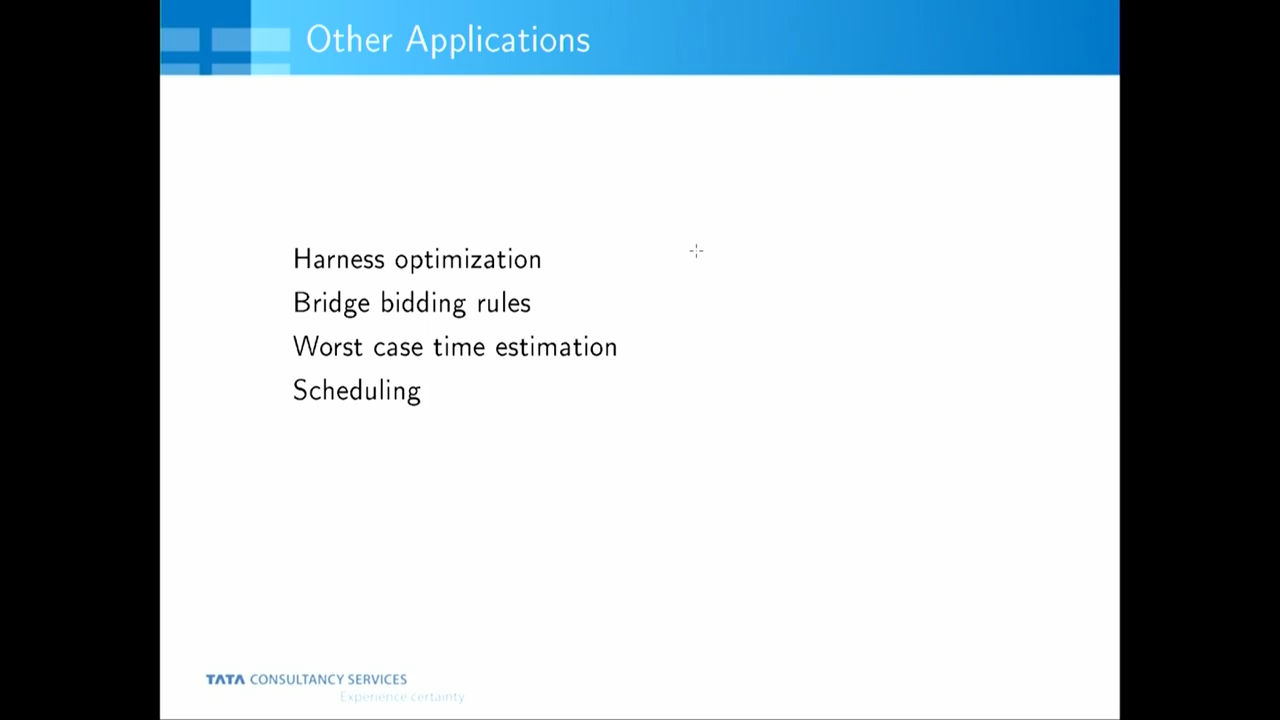 Other Applications
Harness optimization
Bridge bidding rules
Worst case time estimation
Scheduling
TATA CONSULTANCY SERVICES
Experience certainty.